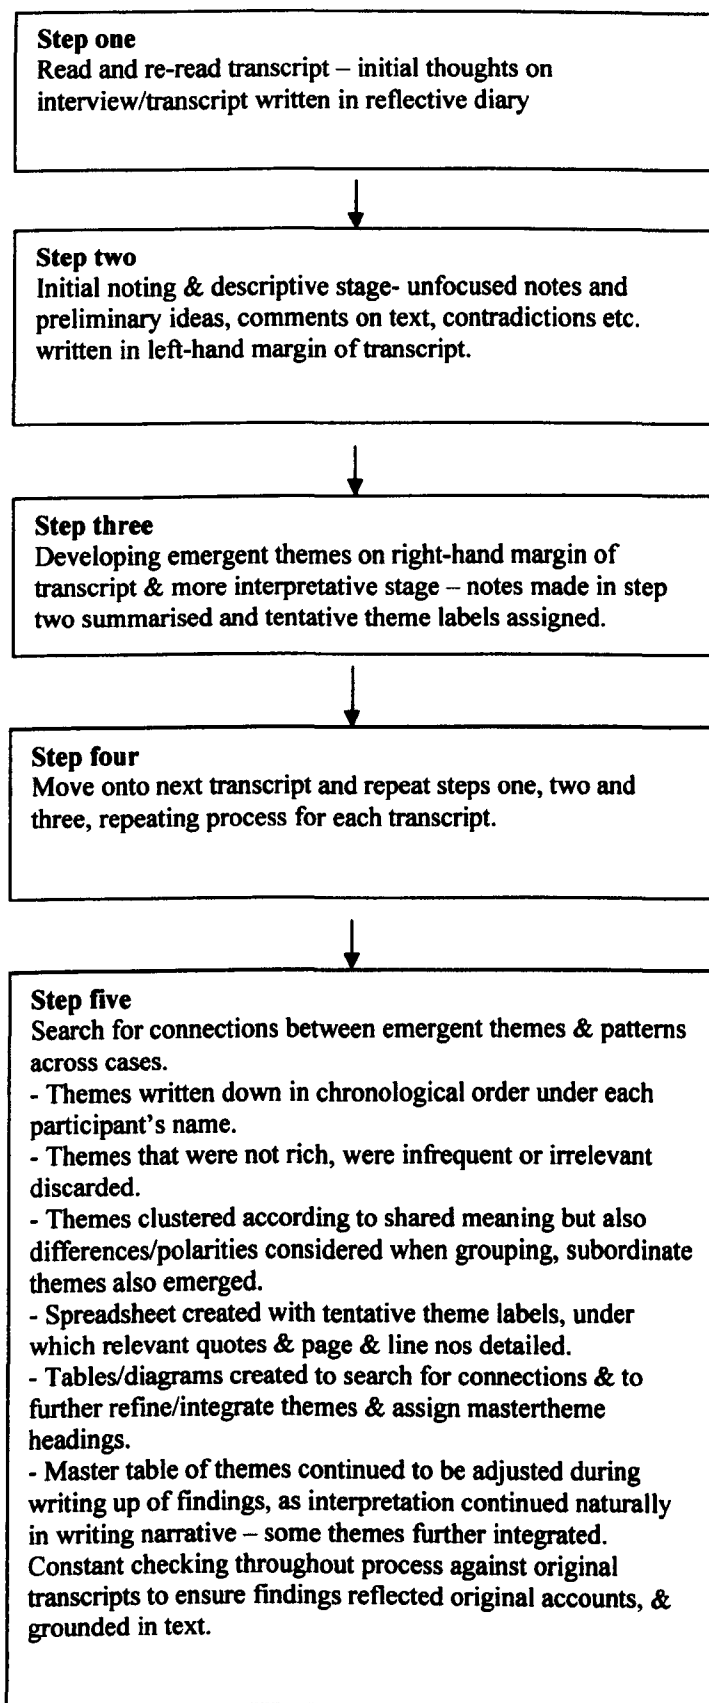 Step one
Read and re-read transcript – initial thoughts on
interview/transcript written in reflective diary
Step two
Initial noting & descriptive stage- unfocused notes and
preliminary ideas, comments on text, contradictions etc.
written in left-hand margin of transcript.
Step three
Developing emergent themes on right-hand margin of
transcript & more interpretative stage – notes made in step
two summarised and tentative theme labels assigned.
Step four
Move onto next transcript and repeat steps one, two and
three, repeating process for each transcript.
Step five
Search for connections between emergent themes & patterns
across cases.
- Themes written down in chronological order under each
participant's name.
- Themes that were not rich, were infrequent or irrelevant
discarded.
- Themes clustered according to shared meaning but also
differences/polarities considered when grouping, subordinate
themes also emerged.
- Spreadsheet created with tentative theme labels, under
which relevant quotes & page & line nos detailed.
- Tables/diagrams created to search for connections & to
further refine/integrate themes & assign mastertheme
headings.
- Master table of themes continued to be adjusted during
writing up of findings, as interpretation continued naturally
in writing narrative – some themes further integrated.
Constant checking throughout process against original
transcripts to ensure findings reflected original accounts, &
grounded in text.